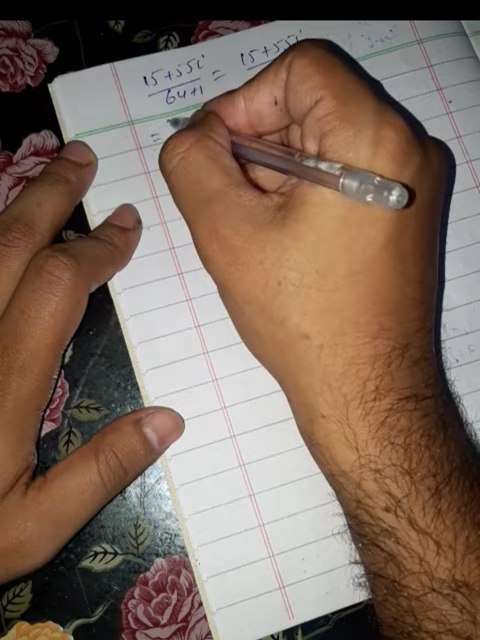 15+55i/64+1 = 15+55i
=